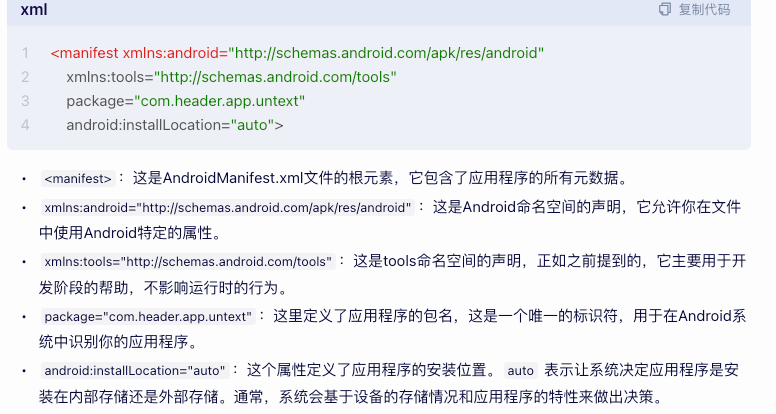 xml 复制代码
1 <manifest xmlns:android="http://schemas.android.com/apk/res/android"
2 xmlns:tools="http://schemas.android.com/tools"
3 package="com.header.app.untext"
4 android:installLocation="auto">
• <manifest>：这是AndroidManifest.xml文件的根元素，它包含了应用程序的所有元数据。
• xmlns:android="http://schemas.android.com/apk/res/android"：这是Android命名空间的声明，它允许你在文件
中使用Android特定的属性。
• xmlns:tools="http://schemas.android.com/tools"：这是tools命名空间的声明，正如之前提到的，它主要用于开
发阶段的帮助，不影响运行时的行为。
• package="com.header.app.untext"：这里定义了应用程序的包名，这是一个唯一的标识符，用于在Android系
统中识别你的应用程序。
• android:installLocation="auto"：这个属性定义了应用程序的安装位置。auto 表示让系统决定应用程序是安
装在内部存储还是外部存储。通常，系统会基于设备的存储情况和应用程序的特性来做出决策。